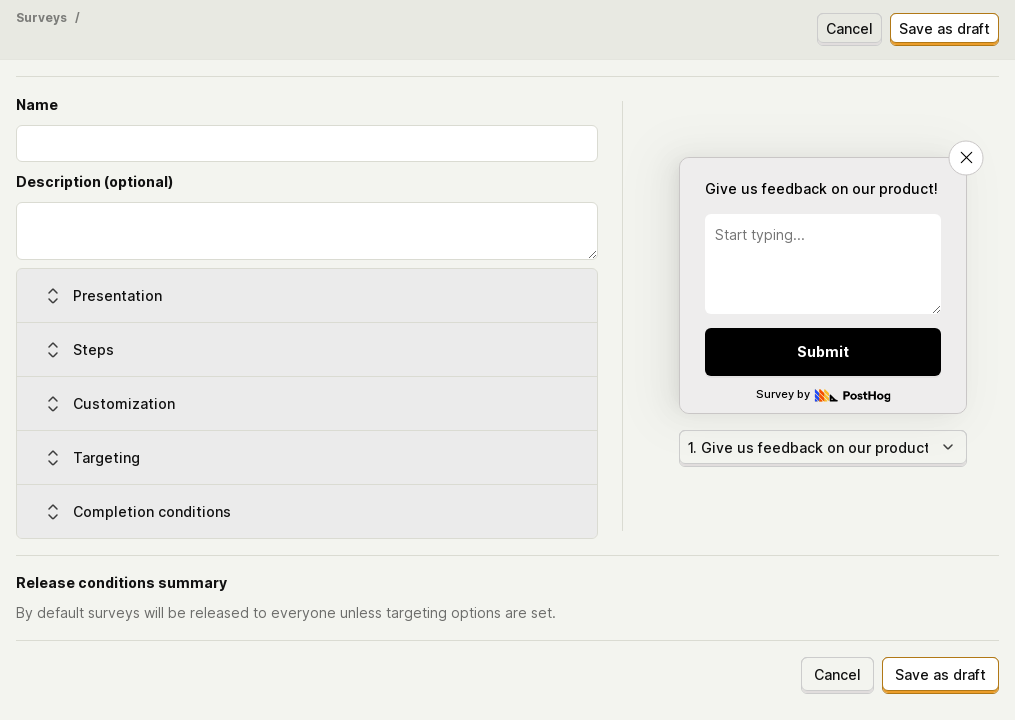 Surveys /
Cancel
Save as draft
Name
Description (optional)
Presentation
Steps
Customization
Targeting
Completion conditions
Give us feedback on our product!
Start typing...
Submit
Survey by PostHog
1. Give us feedback on our product
Release conditions summary
By default surveys will be released to everyone unless targeting options are set.
Cancel
Save as draft